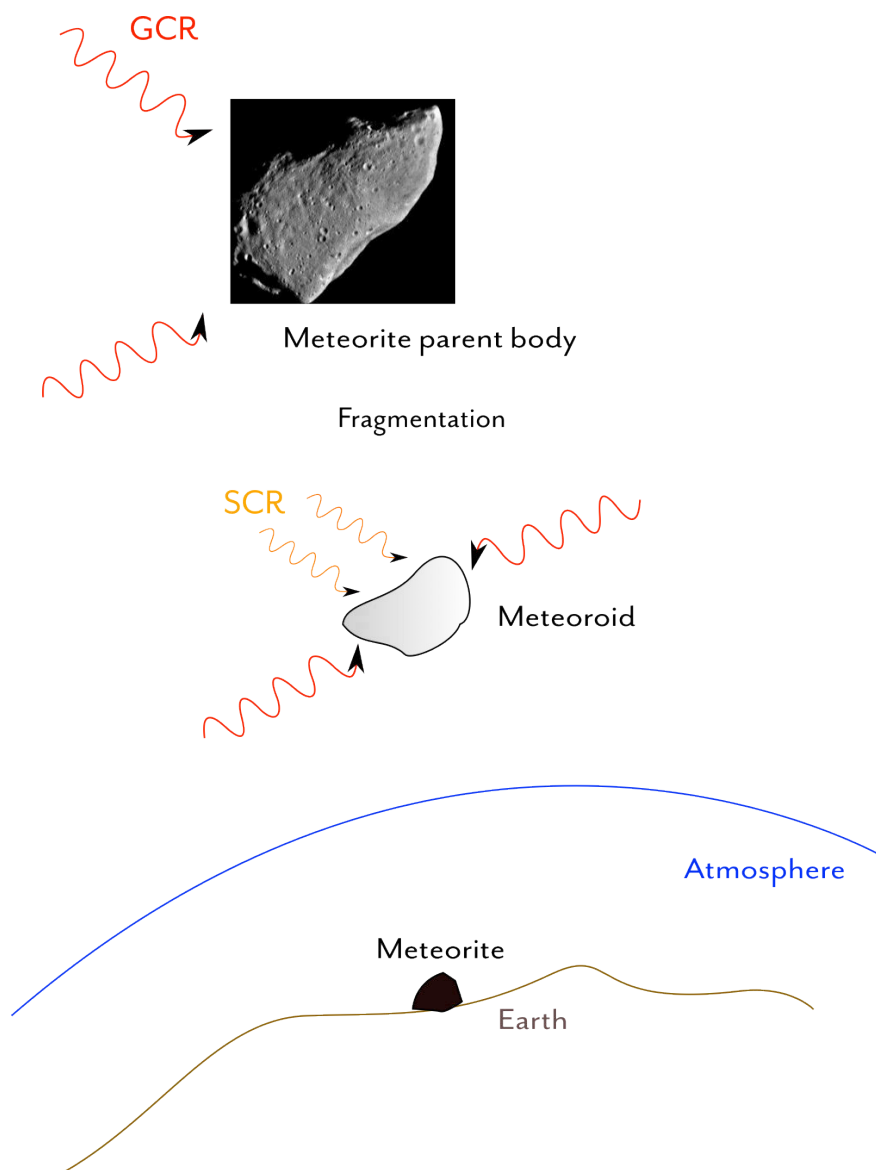 GCR
Meteorite parent body
Fragmentation
SCR
Meteoroid
Atmosphere
Meteorite
Earth